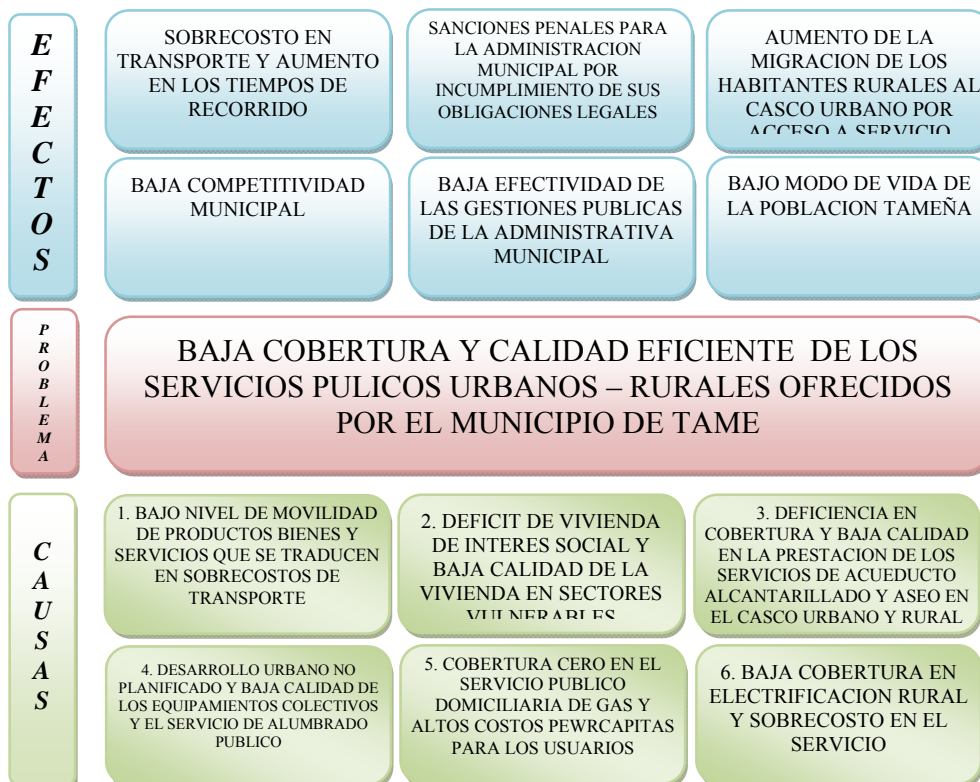 EFECTOS
SOBRECOSTO EN
TRANSPORTE Y AUMENTO
EN LOS TIEMPOS DE
RECORRIDO
SANCIONES PENALES PARA
LA ADMINISTRACION
MUNICIPAL POR
INCUMPLIMIENTO DE SUS
OBLIGACIONES LEGALES
AUMENTO DE LA
MIGRACION DE LOS
HABITANTES RURALES AL
CASCO URBANO POR
ACCESO A SERVICIO
BAJA COMPETITIVIDAD
MUNICIPAL
BAJA EFECTIVIDAD DE
LAS GESTIONES PUBLICAS
DE LA ADMINISTRATIVA
MUNICIPAL
BAJO MODO DE VIDA DE
LA POBLACION TAMEÑA
PROBLEMA
BAJA COBERTURA Y CALIDAD EFICIENTE DE LOS
SERVICIOS PULICOS URBANOS – RURALES OFRECIDOS
POR EL MUNICIPIO DE TAME
CAUSAS
1. BAJO NIVEL DE MOVILIDAD
DE PRODUCTOS BIENES Y
SERVICIOS QUE SE TRADUCEN
EN SOBRECOSTOS DE
TRANSPORTE
2. DEFICIT DE VIVIENDA
DE INTERES SOCIAL Y
BAJA CALIDAD DE LA
VIVIENDA EN SECTORES
VULNERABLES
3. DEFICIENCIA EN
COBERTURA Y BAJA CALIDAD
EN LA PRESTACION DE LOS
SERVICIOS DE ACUEDUCTO
ALCANTARILLADO Y ASEO EN
EL CASCO URBANO Y RURAL
4. DESARROLLO URBANO NO
PLANIFICADO Y BAJA CALIDAD DE
LOS EQUIPAMIENTOS COLECTIVOS
Y EL SERVICIO DE ALUMBRADO
PUBLICO
5. COBERTURA CERO EN EL
SERVICIO PUBLICO
DOMICILIARIA DE GAS Y
ALTOS COSTOS PEWRCAPITAS
PARA LOS USUARIOS
6. BAJA COBERTURA EN
ELECTRIFICACION RURAL
Y SOBRECOSTO EN EL
SERVICIO